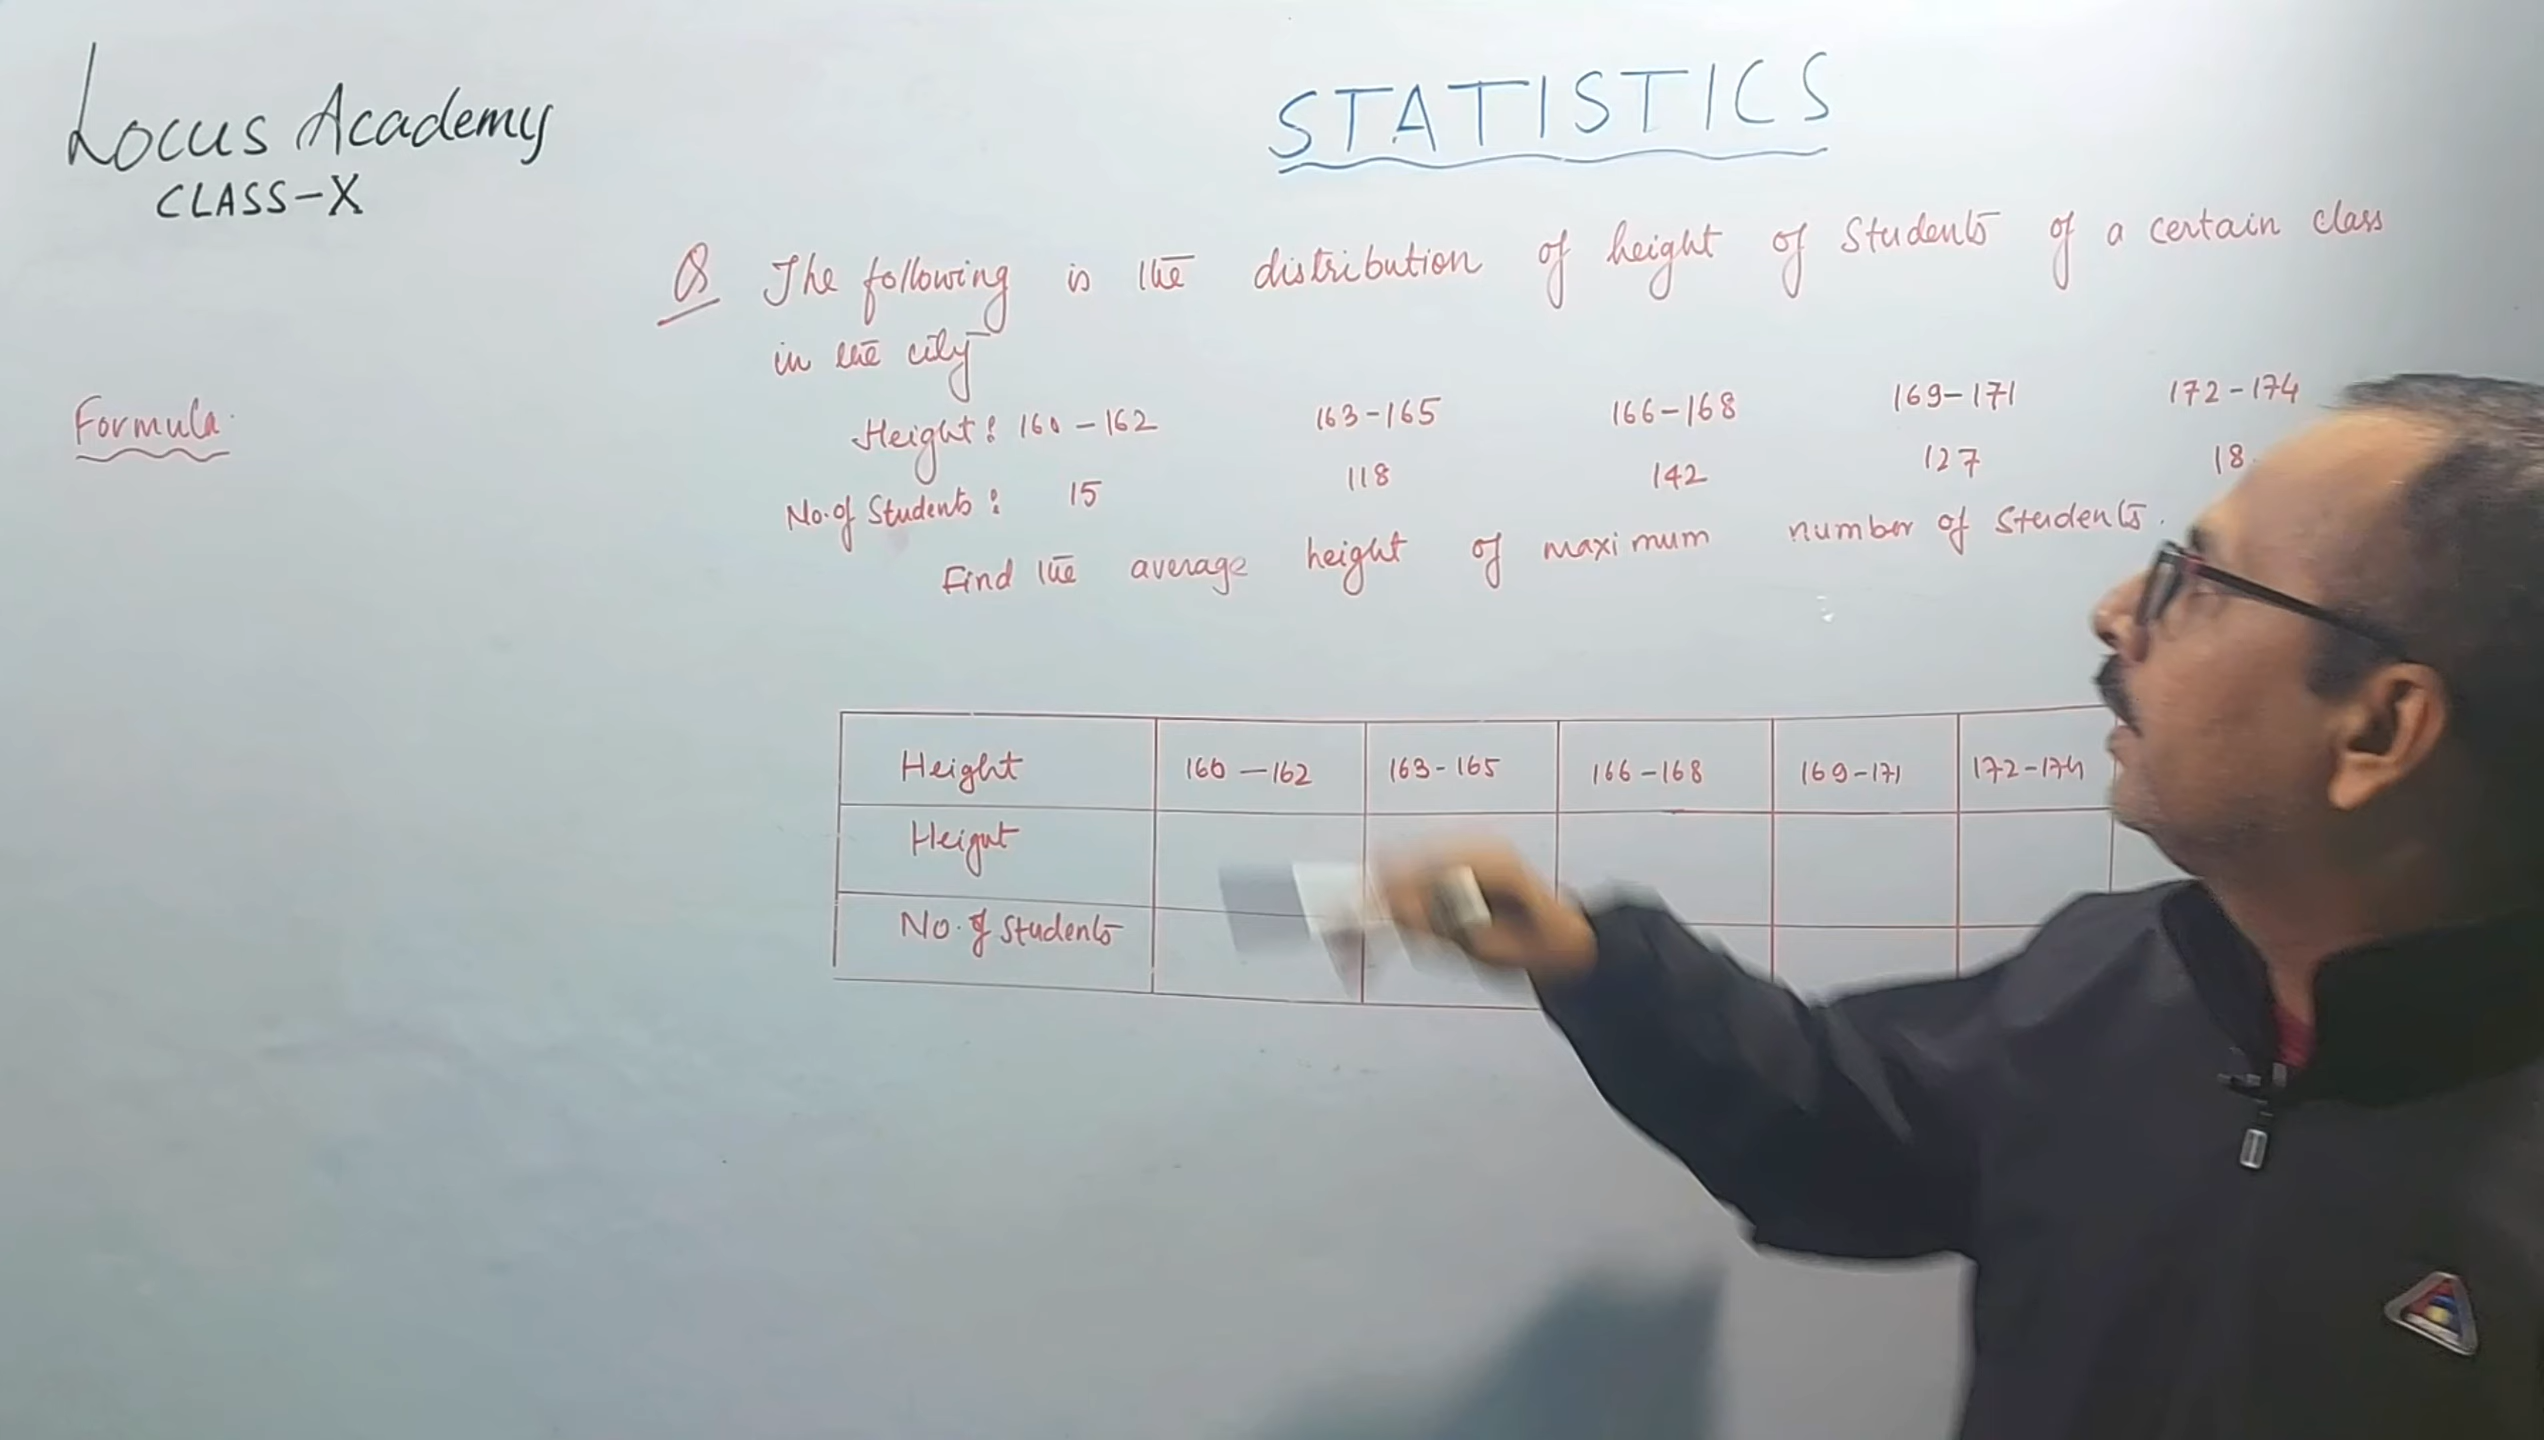 Locus Academy
CLASS-X
STATISTICS
Q The following is the distribution of height of students of a certain class
in the city
Height: 160-162 163-165 166-168 169-171 172-174
No. of Students: 15 118 142 127 18
Find the average height of maximum number of students.
Formula
Height 160-162 163-165 166-168 169-171 172-174
Height
No. of Students